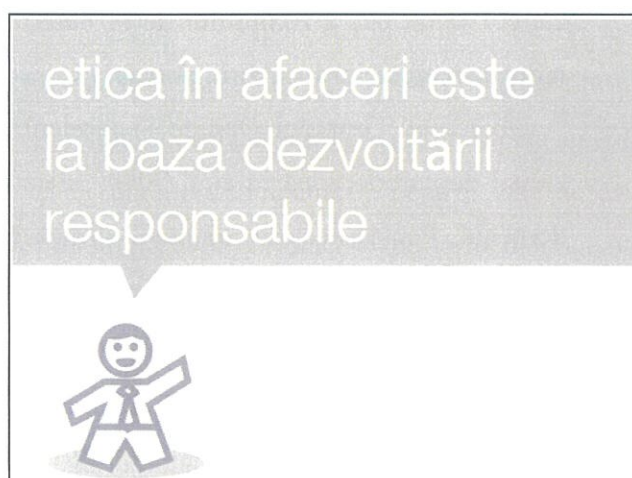 etica în afaceri este
la baza dezvoltării
responsabile